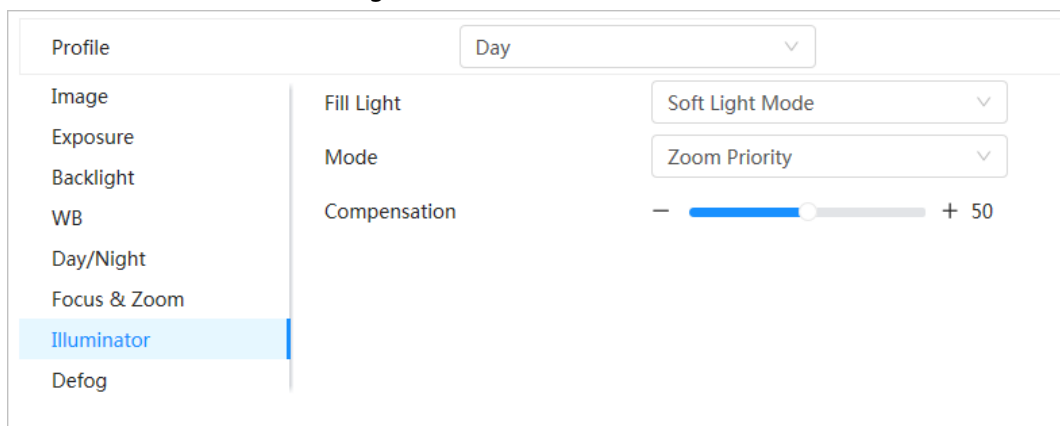 Profile Day
Image Fill Light Soft Light Mode
Exposure
Mode Zoom Priority
Backlight
WB Compensation − + 50
Day/Night
Focus & Zoom
Illuminator
Defog